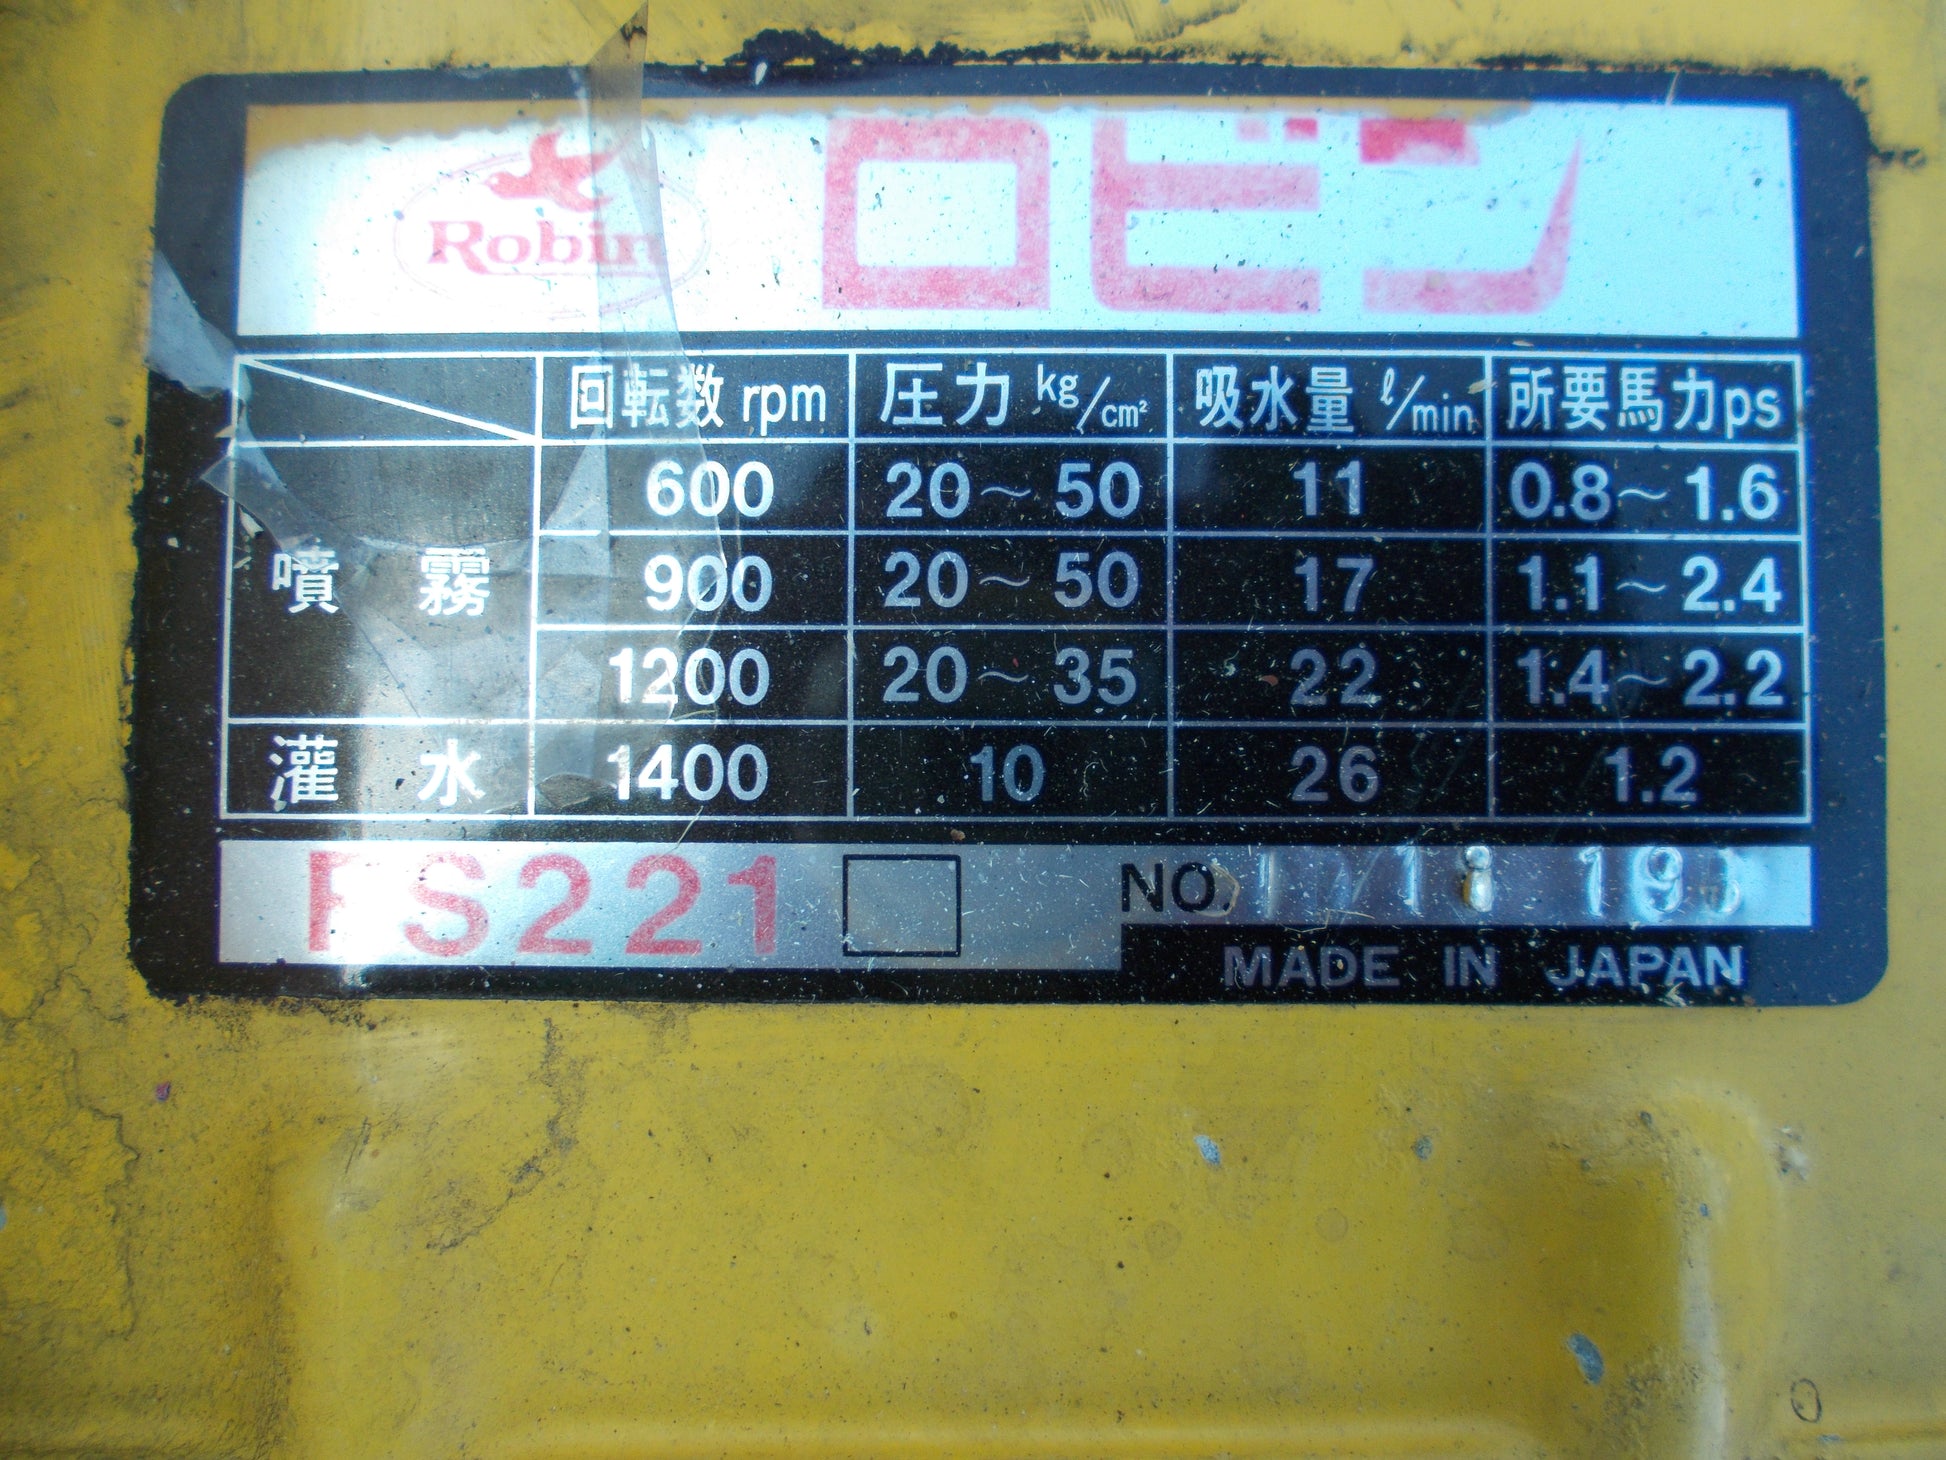 Robin ロビン
回転数 rpm 圧力 kg/cm² 吸水量 ℓ/min 所要馬力ps
600 20~50 11 0.8~1.6
噴霧 900 20~50 17 1.1~2.4
1200 20~35 22 1.4~2.2
灌水 1400 10 26 1.2
PS221 NO.
MADE IN JAPAN